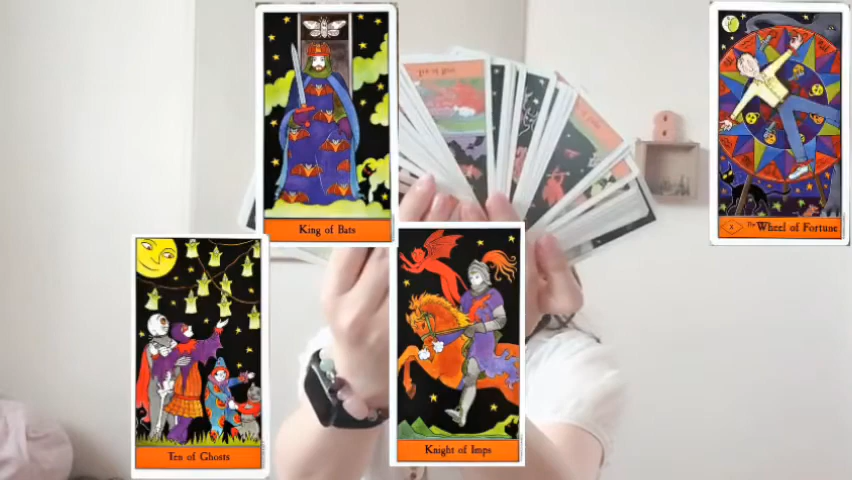 King of Bats
X The Wheel of Fortune
Ten of Ghosts
Knight of Imps